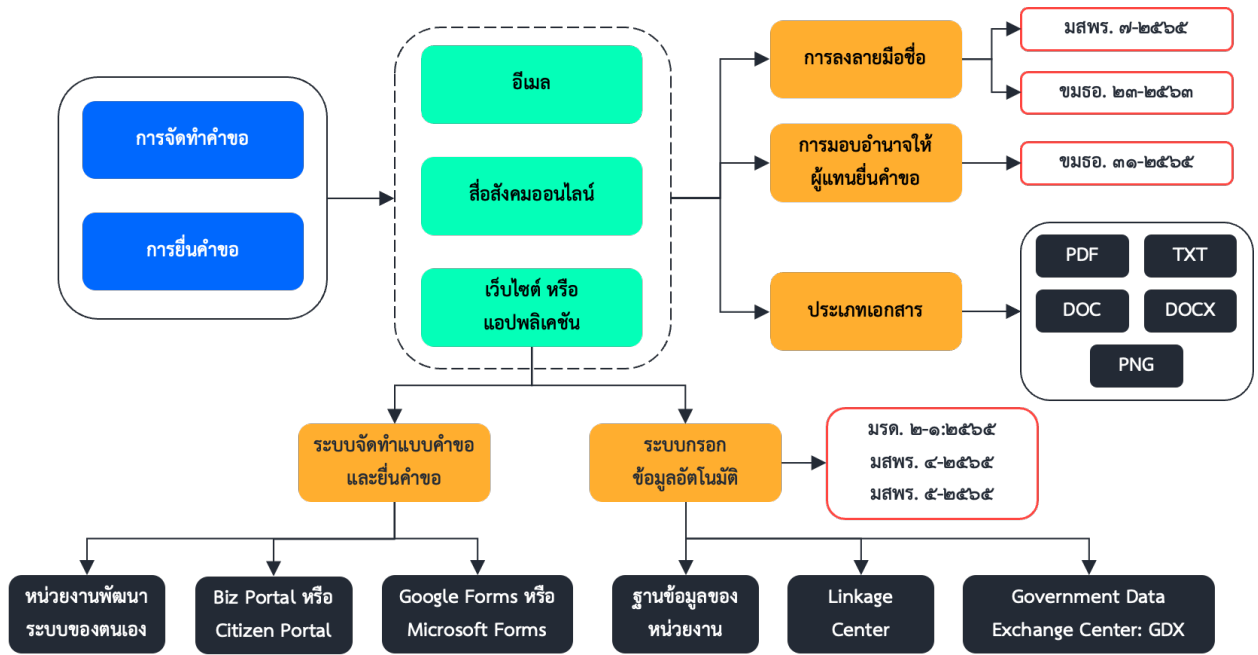 การจัดทำคำขอ
การยื่นคำขอ
อีเมล
สื่อสังคมออนไลน์
เว็บไซต์ หรือ
แอปพลิเคชัน
การลงลายมือชื่อ
มสพร. ๗-๒๕๖๕
ขมธอ. ๒๓-๒๕๖๓
การมอบอำนาจให้
ผู้แทนยื่นคำขอ
ขมธอ. ๓๑-๒๕๖๕
ประเภทเอกสาร
PDF
TXT
DOC
DOCX
PNG
ระบบจัดทำแบบคำขอ
และยื่นคำขอ
ระบบกรอก
ข้อมูลอัตโนมัติ
มรด. ๒-๑:๒๕๖๕
มสพร. ๔-๒๕๖๕
มสพร. ๕-๒๕๖๕
หน่วยงานพัฒนา
ระบบของตนเอง
Biz Portal หรือ
Citizen Portal
Google Forms หรือ
Microsoft Forms
ฐานข้อมูลของ
หน่วยงาน
Linkage
Center
Government Data
Exchange Center: GDX